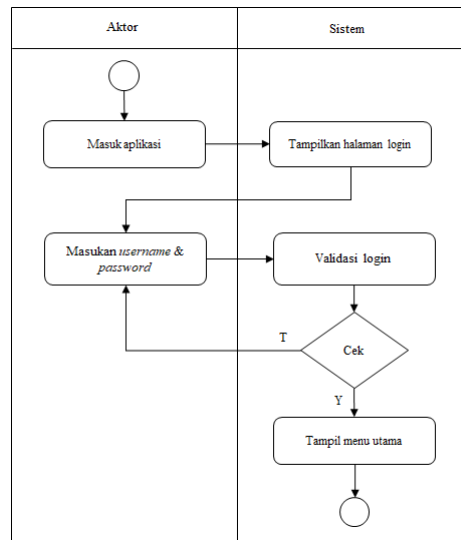 Aktor
Sistem
Masuk aplikasi
Tampilkan halaman login
Masukan username &
password
Validasi login
T
Cek
Y
Tampil menu utama